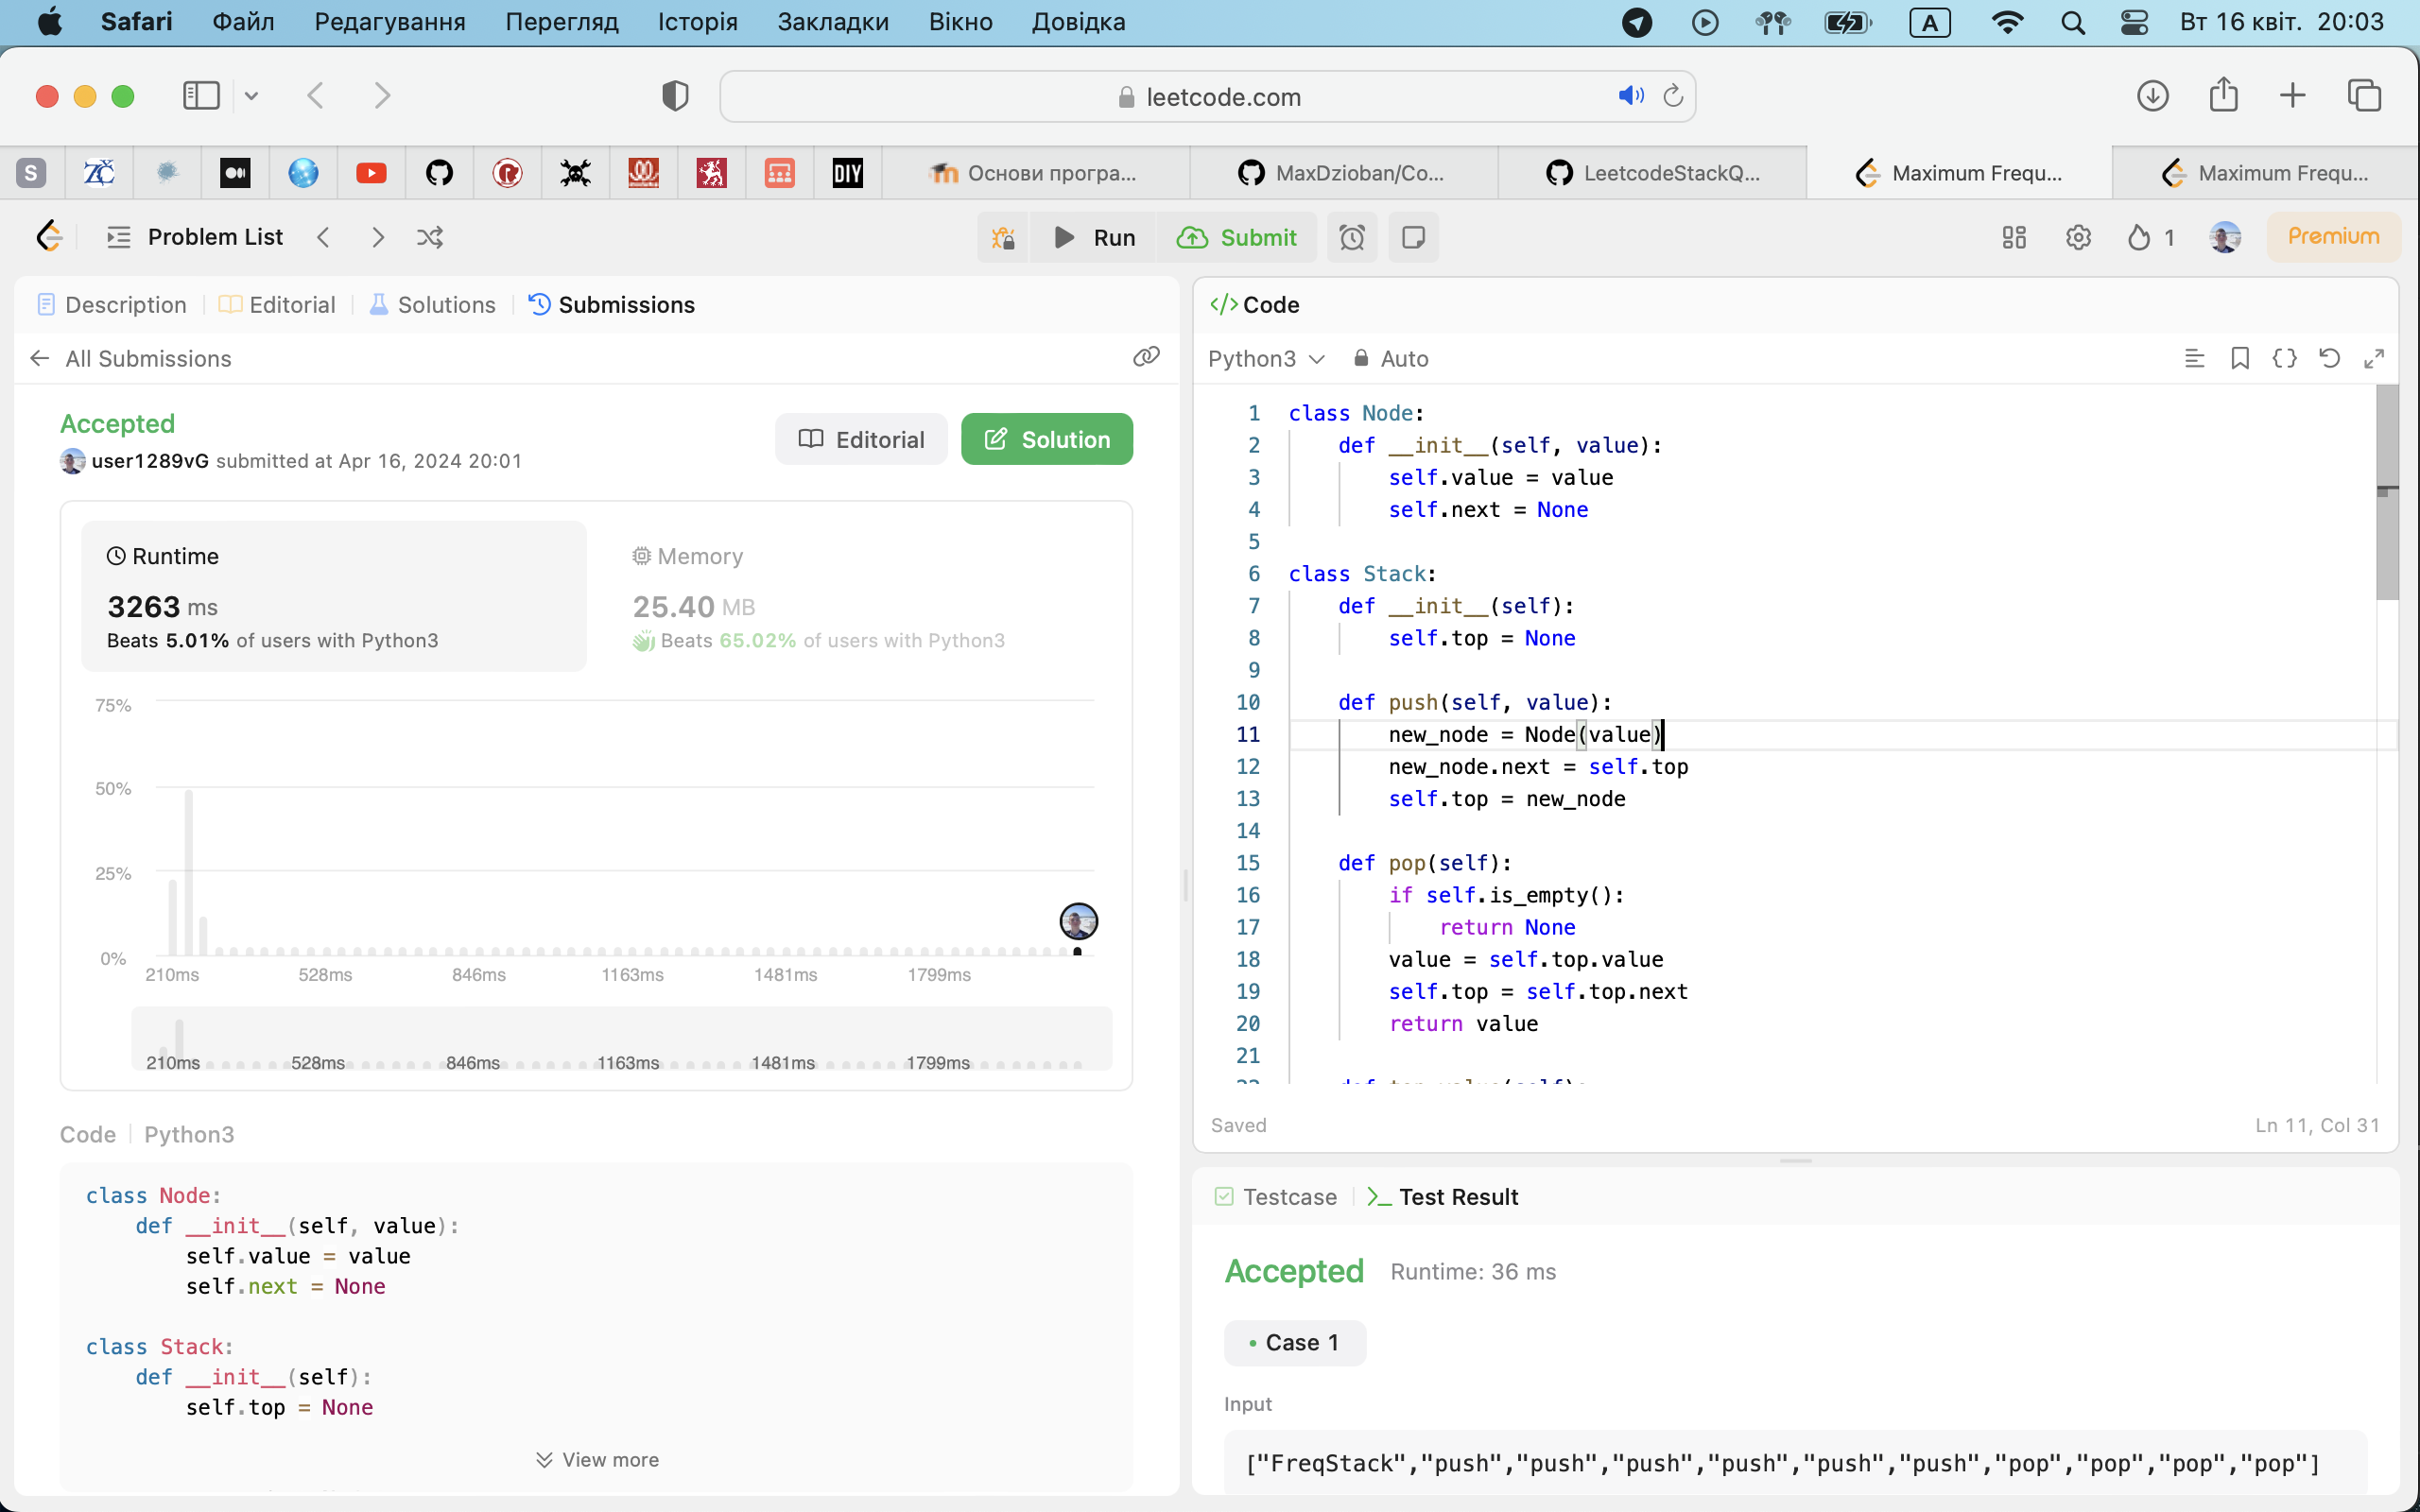 Safari Файл Редагування Перегляд Історія Закладки Вікно Довідка A Вт 16 квіт. 20:03
leetcode.com
S DIY Основи програ... MaxDzioban/Co... LeetcodeStackQ... Maximum Frequ... Maximum Frequ...
Problem List Run Submit 1 Premium
Description Editorial Solutions Submissions
All Submissions
Accepted
user1289vG submitted at Apr 16, 2024 20:01
Editorial Solution
Runtime
3263 ms
Beats 5.01% of users with Python3
Memory
25.40 MB
Beats 65.02% of users with Python3
75%
50%
25%
0%
210ms 528ms 846ms 1163ms 1481ms 1799ms
210ms 528ms 846ms 1163ms 1481ms 1799ms
Code Python3
class Node:
    def __init__(self, value):
        self.value = value
        self.next = None
class Stack:
    def __init__(self):
        self.top = None
View more
</> Code
Python3 Auto
1 class Node:
2     def __init__(self, value):
3         self.value = value
4         self.next = None
5
6 class Stack:
7     def __init__(self):
8         self.top = None
9
10     def push(self, value):
11         new_node = Node(value)
12         new_node.next = self.top
13         self.top = new_node
14
15     def pop(self):
16         if self.is_empty():
17             return None
18         value = self.top.value
19         self.top = self.top.next
20         return value
21
Saved Ln 11, Col 31
Testcase Test Result
Accepted Runtime: 36 ms
Case 1
Input
["FreqStack","push","push","push","push","push","push","pop","pop","pop","pop"]